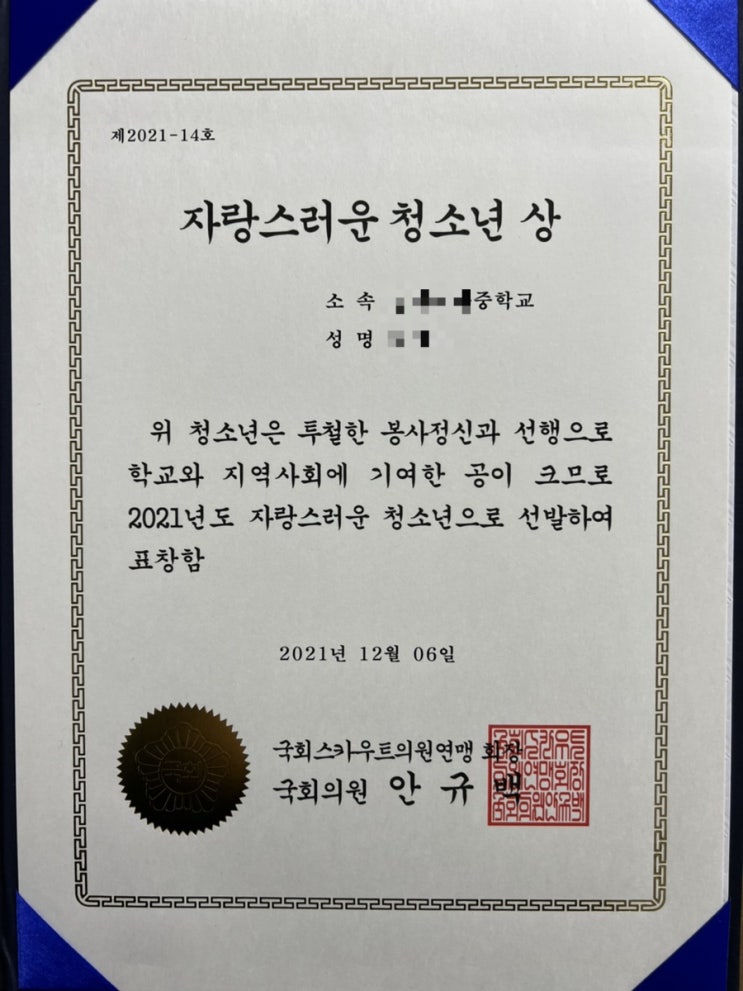 제2021-14호
자랑스러운 청소년 상
소 속 중학교
성 명
위 청소년은 투철한 봉사정신과 선행으로
학교와 지역사회에 기여한 공이 크므로
2021년도 자랑스러운 청소년으로 선발하여
표창함
2021년 12월 06일
국회스카우트의원연맹 회장
국회의원 안 규 백